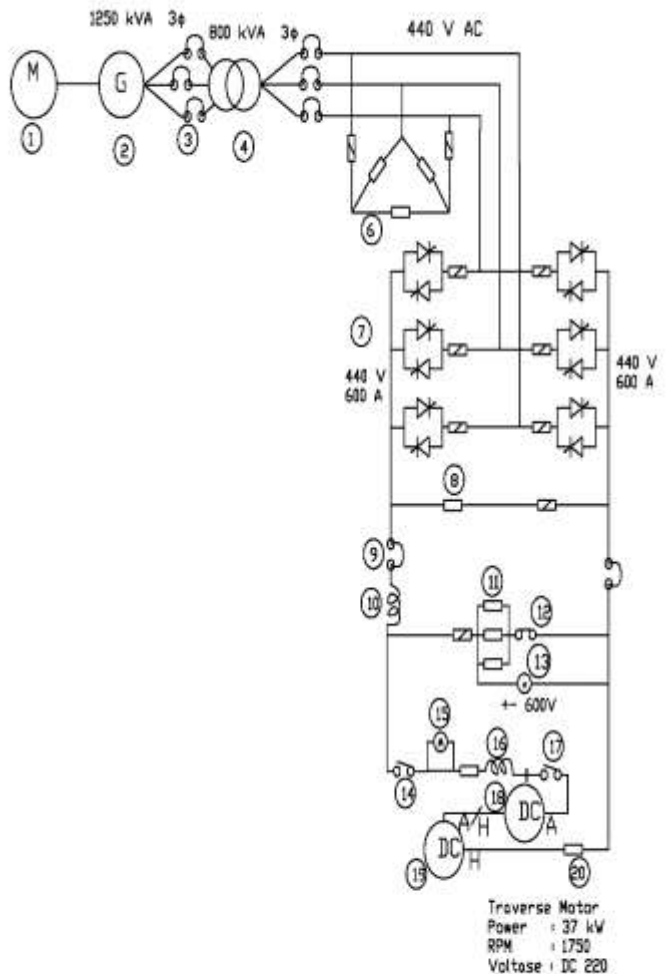 1250 kVA 3ϕ
800 kVA 3ϕ
440 V AC
M
G
1
2
3
4
6
7
440 V
600 A
440 V
600 A
8
9
10
11
12
13
+- 600V
15
16
17
14
18
DC
A
A H
DC
H
19
20
Traverse Motor
Power : 37 kW
RPM : 1750
Voltase : DC 220